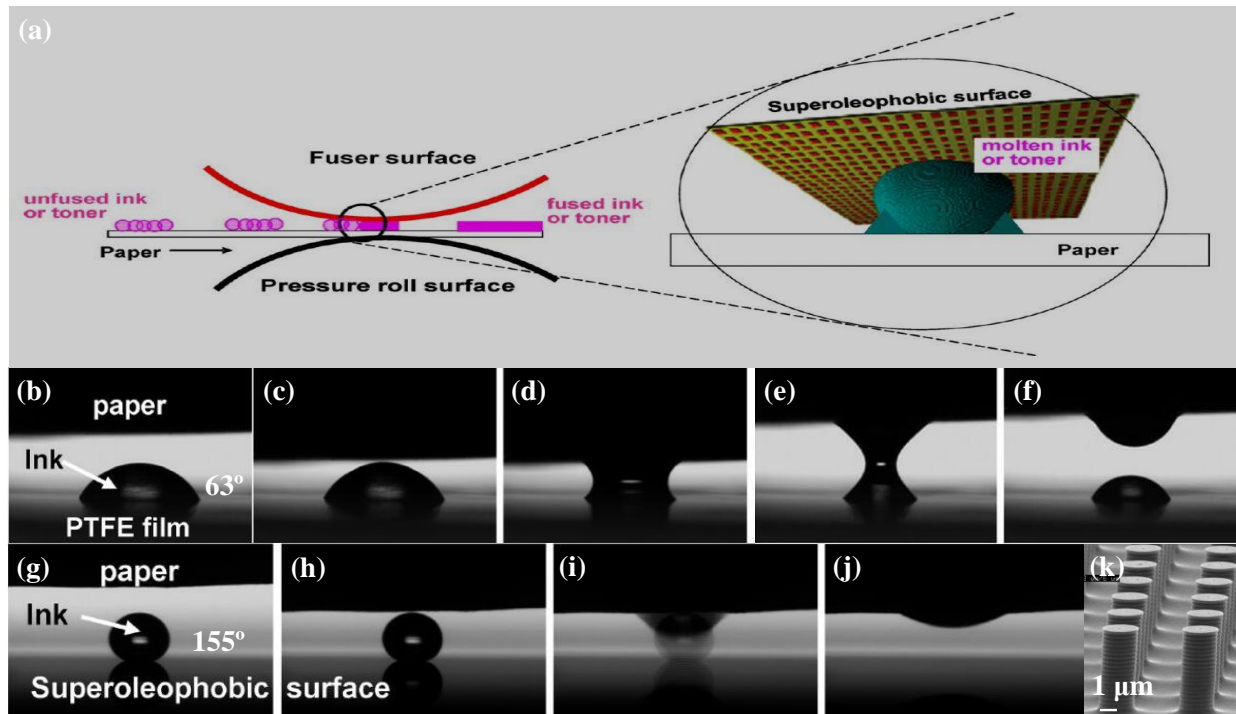 (a)
Superoleophobic surface
molten ink
or toner
Fuser surface
unfused ink
or toner
fused ink
or toner
Paper
Paper
Pressure roll surface
(b)
paper
Ink
63º
PTFE film
(c)
(d)
(e)
(f)
(g)
paper
Ink
155º
Superoleophobic surface
(h)
(i)
(j)
(k)
1 µm